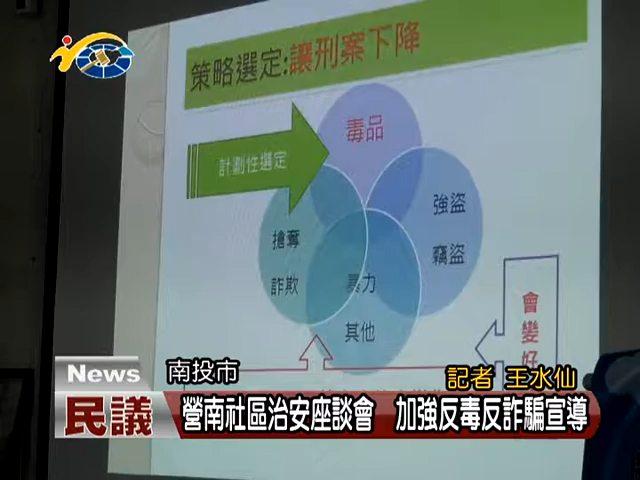 策略選定:讓刑案下降
毒品
計劃性選定
強盜
竊盜
搶奪
詐欺
暴力
其他
會變好
News
南投市
記者 王水仙
民議
營南社區治安座談會 加強反毒反詐騙宣導